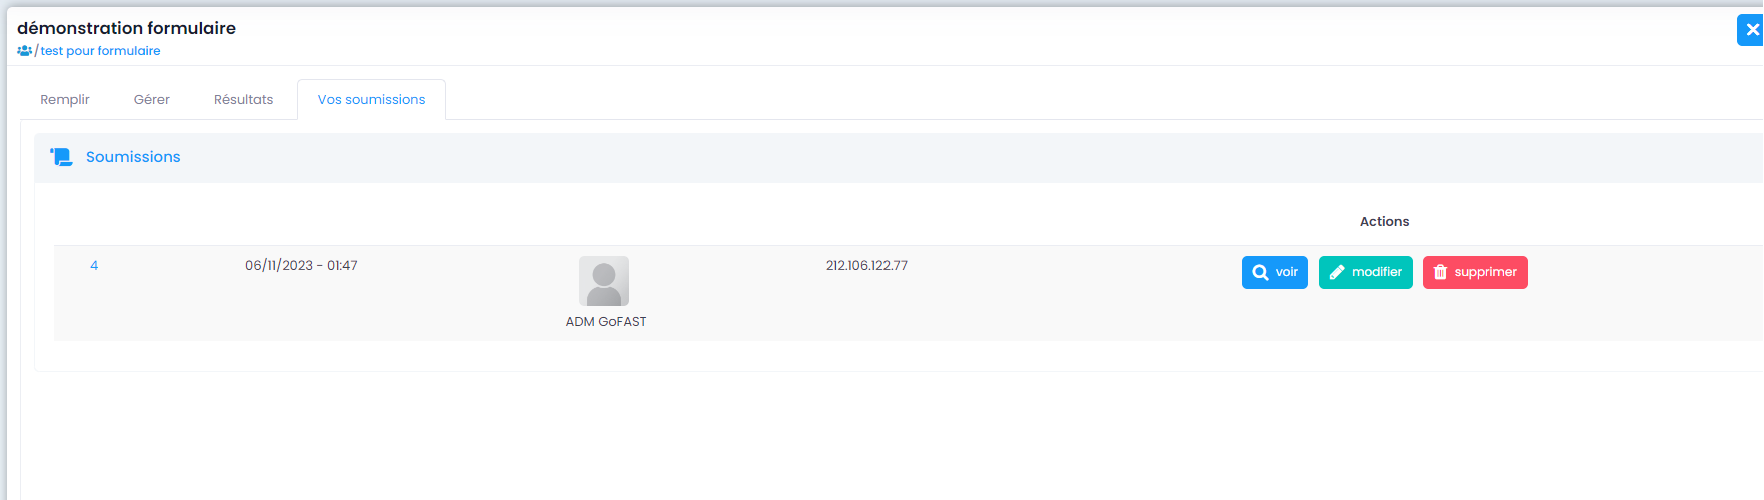 démonstration formulaire
/test pour formulaire
Remplir Gérer Résultats Vos soumissions
Soumissions
Actions
4 06/11/2023 - 01:47 212.106.122.77 voir modifier supprimer
ADM GoFAST